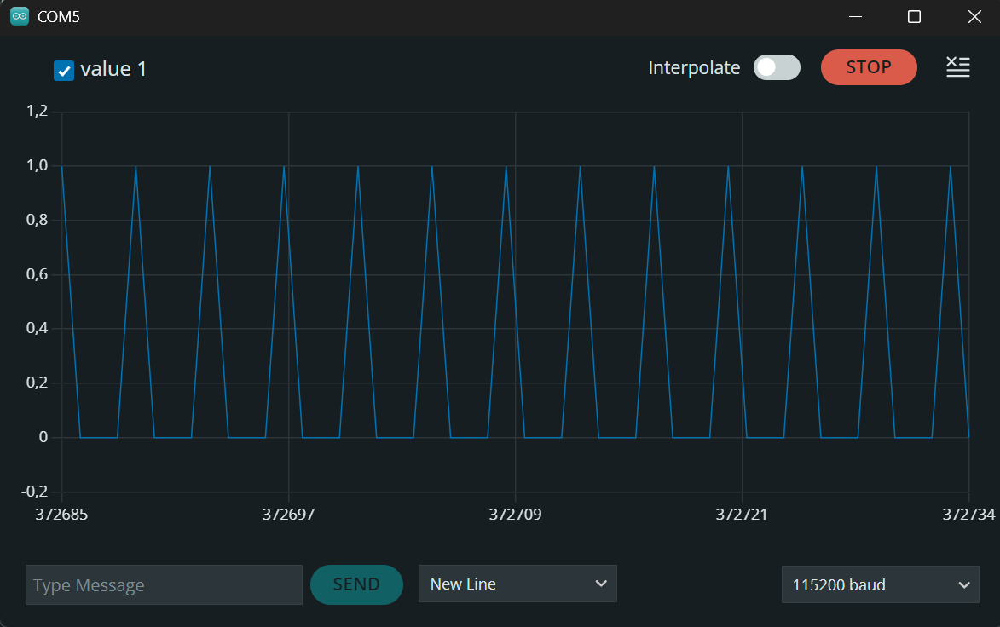 COM5
value 1
Interpolate
STOP
1,2
1,0
0,8
0,6
0,4
0,2
0
-0,2
372685 372697 372709 372721 372734
Type Message
SEND
New Line
115200 baud